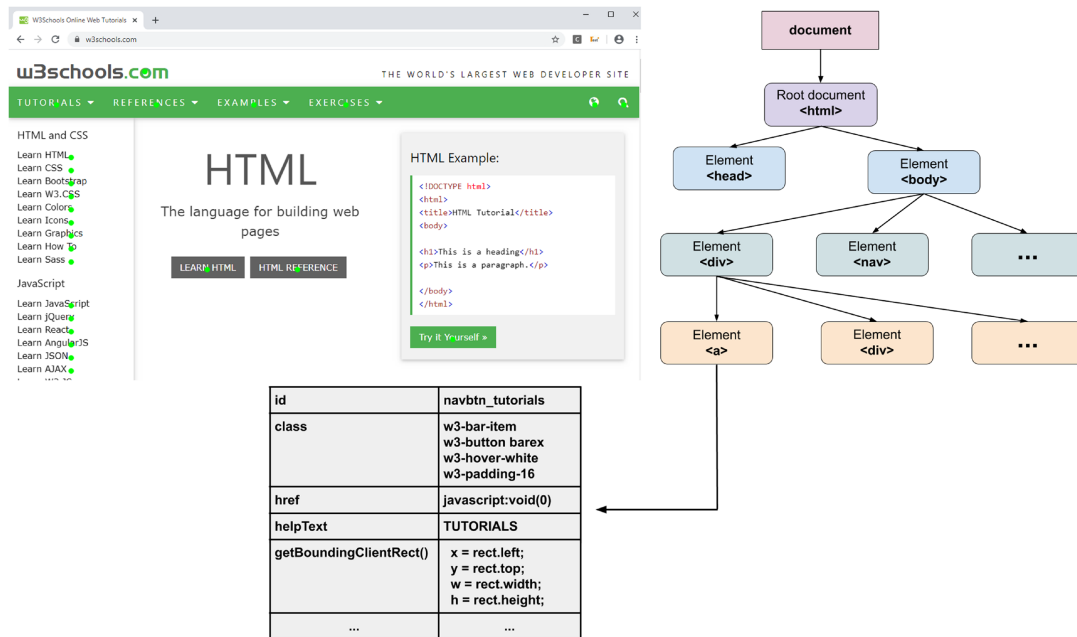 W3Schools Online Web Tutorials
w3schools.com
w3schools.com
THE WORLD'S LARGEST WEB DEVELOPER SITE
TUTORIALS
REFERENCES
EXAMPLES
EXERCISES
HTML and CSS
Learn HTML
Learn CSS
Learn Bootstrap
Learn W3.CSS
Learn Colors
Learn Icons
Learn Graphics
Learn How To
Learn Sass
JavaScript
Learn JavaScript
Learn jQuery
Learn React
Learn AngularJS
Learn JSON
Learn AJAX
HTML
The language for building web
pages
LEARN HTML
HTML REFERENCE
HTML Example:
<!DOCTYPE html>
<html>
<title>HTML Tutorial</title>
<body>
<h1>This is a heading</h1>
<p>This is a paragraph.</p>
</body>
</html>
Try it Yourself »
document
Root document
<html>
Element
<head>
Element
<body>
Element
<div>
Element
<nav>
...
Element
<a>
Element
<div>
...
id
navbtn_tutorials
class
w3-bar-item
w3-button barex
w3-hover-white
w3-padding-16
href
javascript:void(0)
helpText
TUTORIALS
getBoundingClientRect()
x = rect.left;
y = rect.top;
w = rect.width;
h = rect.height;
...
...